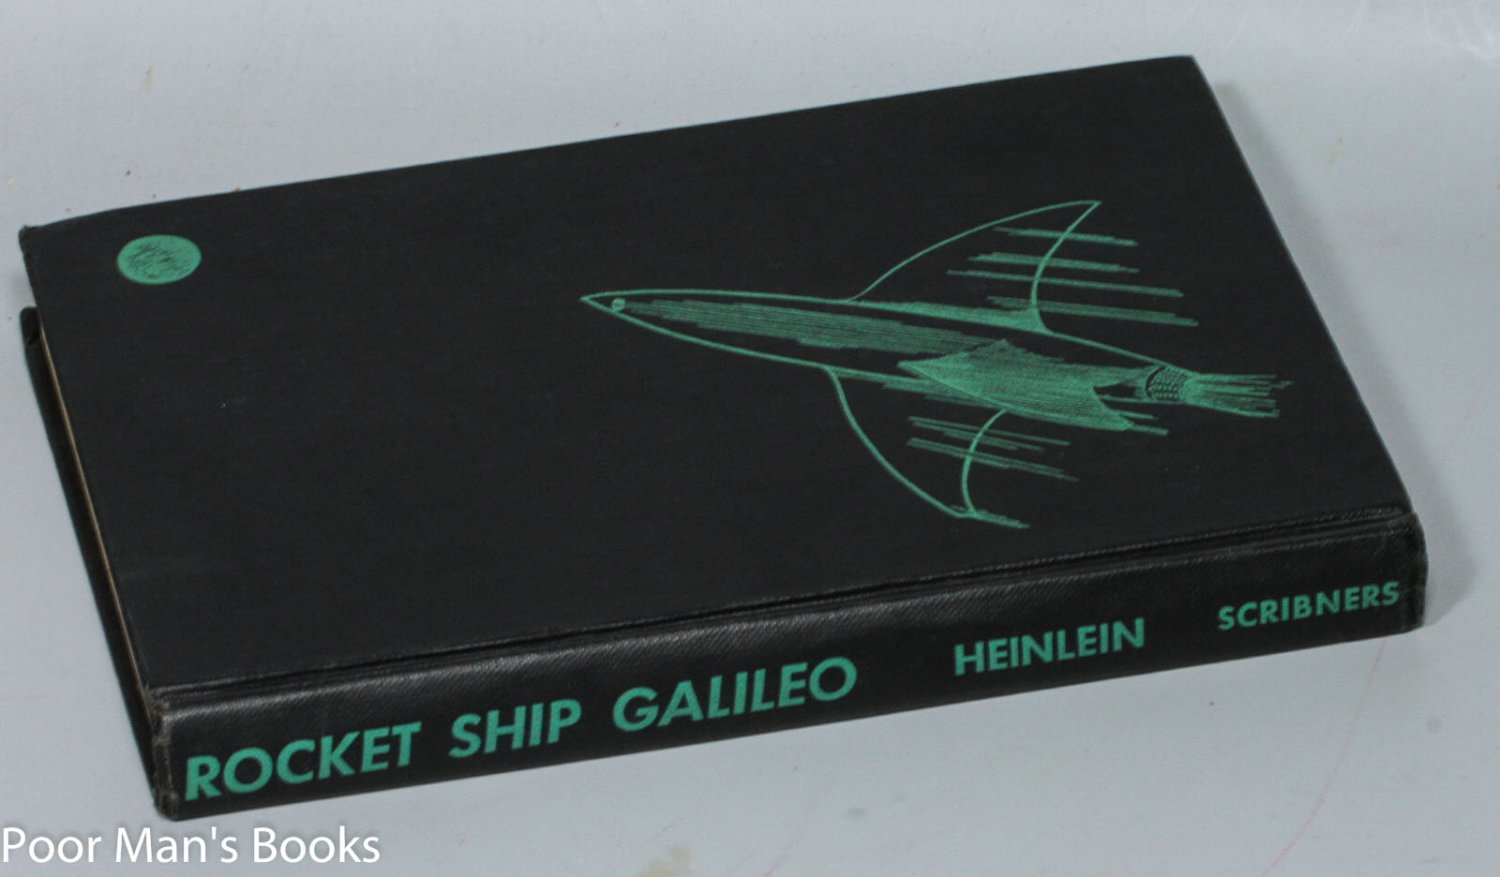 ROCKET SHIP GALILEO HEINLEIN SCRIBNERS
Poor Man's Books